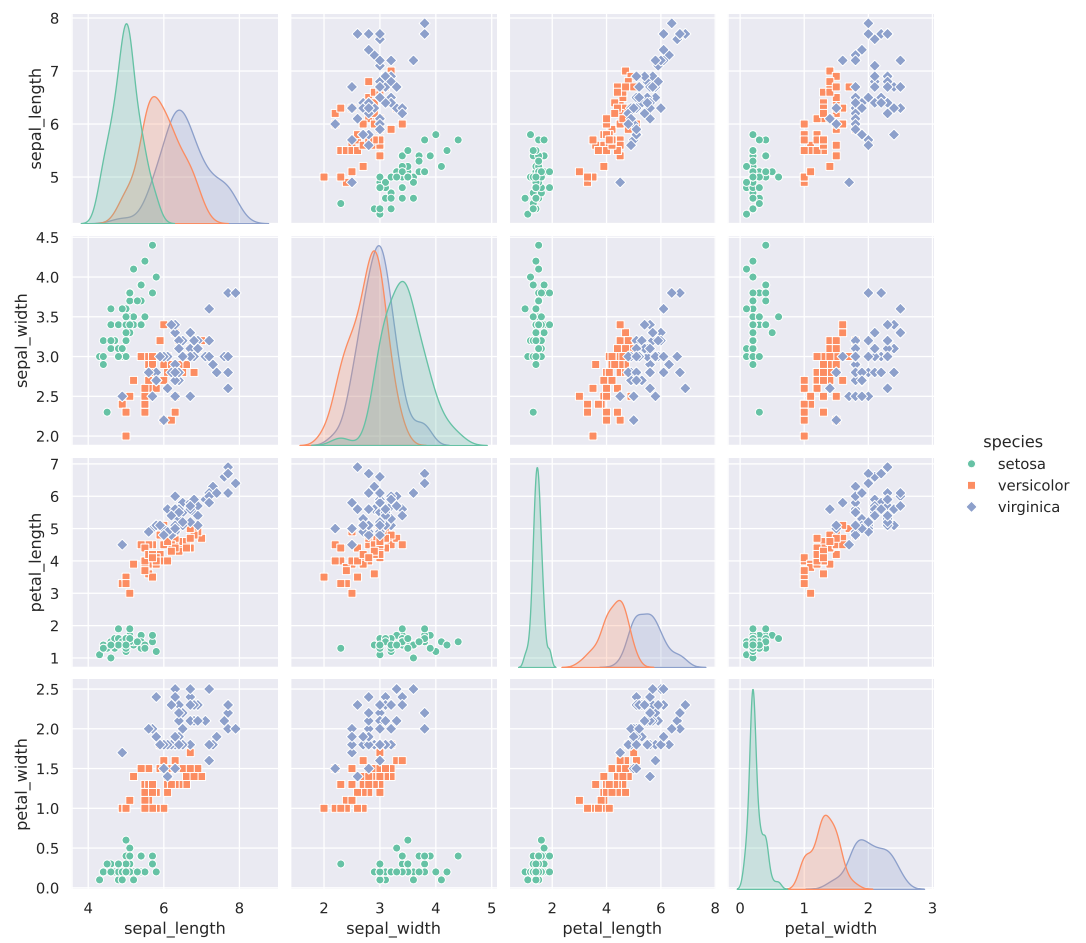 8
7
6
5
sepal_length
4.5
4.0
3.5
3.0
2.5
2.0
sepal_width
species
setosa
versicolor
virginica
7
6
5
4
3
2
1
petal_length
2.5
2.0
1.5
1.0
0.5
0.0
petal_width
4 6 8
2 3 4 5
2 4 6 8
0 1 2 3
sepal_length
sepal_width
petal_length
petal_width